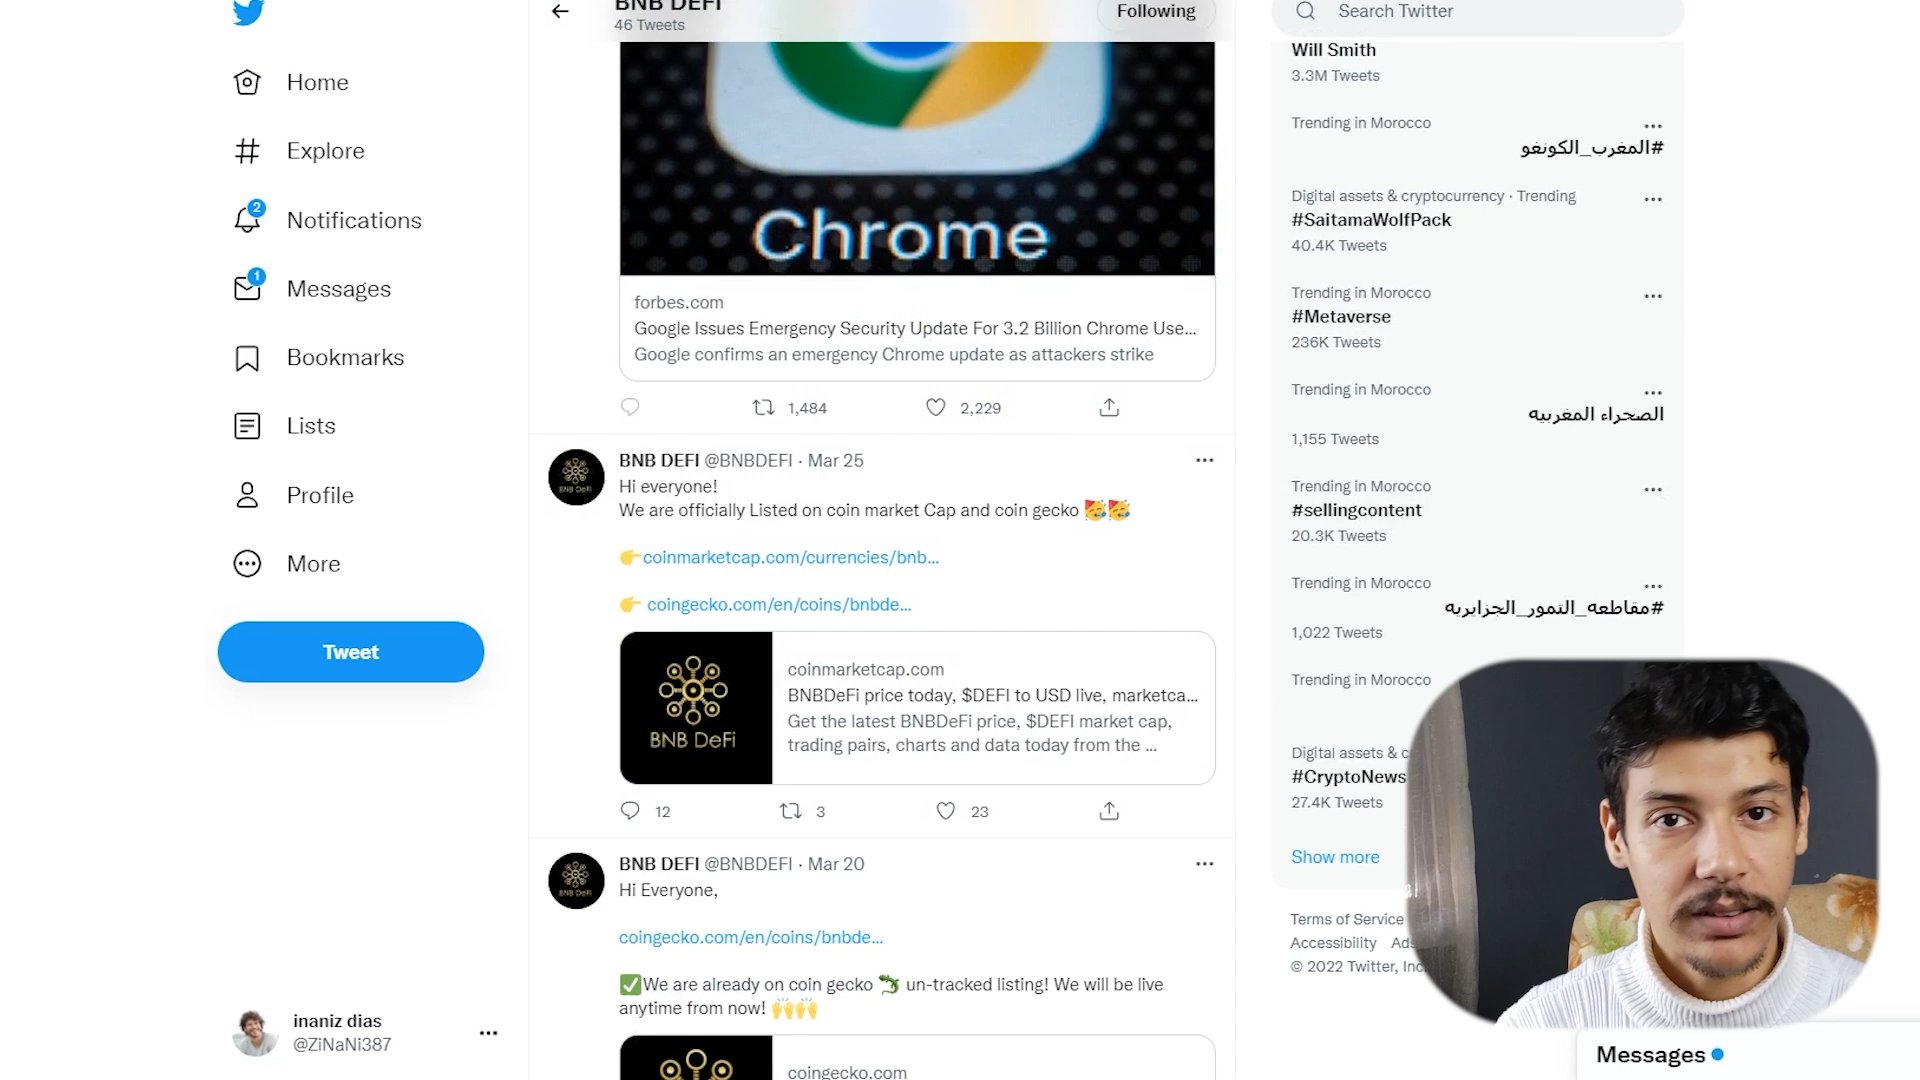 Home
Explore
2
Notifications
1
Messages
Bookmarks
Lists
Profile
More
Tweet
inaniz dias
@ZiNaNi387
BNB DEFI
46 Tweets
Following
Chrome
forbes.com
Google Issues Emergency Security Update For 3.2 Billion Chrome Use...
Google confirms an emergency Chrome update as attackers strike
1,484
2,229
BNB DEFI @BNBDEFI · Mar 25
Hi everyone!
We are officially Listed on coin market Cap and coin gecko 🥳🥳
👉coinmarketcap.com/currencies/bnb...
👉 coingecko.com/en/coins/bnbde...
BNB DeFi
coinmarketcap.com
BNBDeFi price today, $DEFI to USD live, marketca...
Get the latest BNBDeFi price, $DEFI market cap,
trading pairs, charts and data today from the ...
12
3
23
BNB DEFI @BNBDEFI · Mar 20
Hi Everyone,
coingecko.com/en/coins/bnbde...
✅We are already on coin gecko 🦎 un-tracked listing! We will be live
anytime from now! 🙌🙌
coingecko.com
Search Twitter
Will Smith
3.3M Tweets
Trending in Morocco
#المغرب_الكونغو
Digital assets & cryptocurrency · Trending
#SaitamaWolfPack
40.4K Tweets
Trending in Morocco
#Metaverse
236K Tweets
Trending in Morocco
الصحراء المغربيه
1,155 Tweets
Trending in Morocco
#sellingcontent
20.3K Tweets
Trending in Morocco
#مقاطعه_التمور_الجزايريه
1,022 Tweets
Trending in Morocco
Digital assets & c
#CryptoNews
27.4K Tweets
Show more
Terms of Service
Accessibility Ads
© 2022 Twitter, Inc.
Messages